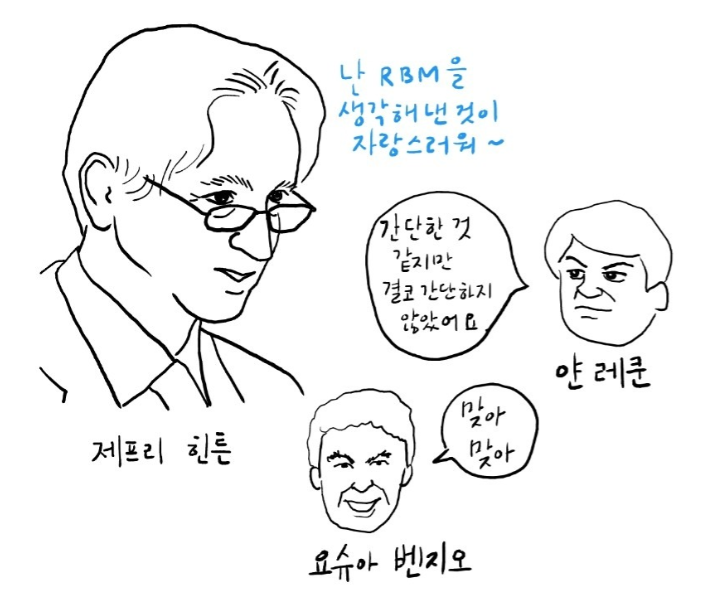 난 RBM을
생각해낸 것이
자랑스러워~
간단한 것
같지만
결코 간단하지
않았어요
얀 레쿤
제프리 힌튼
맞아
맞아
요슈아 벤지오